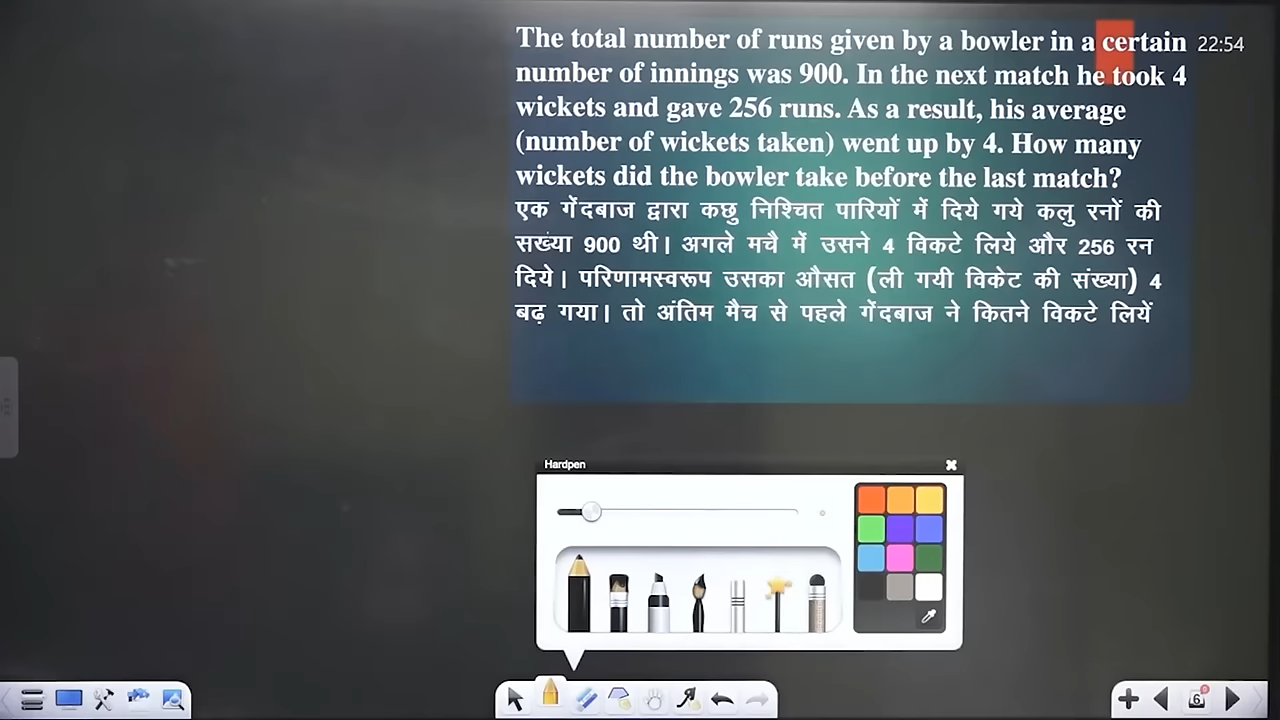 The total number of runs given by a bowler in a certain
22:54
number of innings was 900. In the next match he took 4
wickets and gave 256 runs. As a result, his average
(number of wickets taken) went up by 4. How many
wickets did the bowler take before the last match?
एक गेंदबाज द्वारा कछु निश्चित पारियों में दिये गये कलु रनों की
सख्या 900 थी। अगले मचै में उसने 4 विकटे लिये और 256 रन
दिये। परिणामस्वरूप उसका औसत (ली गयी विकेट की संख्या) 4
बढ़ गया। तो अंतिम मैच से पहले गेंदबाज ने कितने विकटे लियें
Hardpen
6